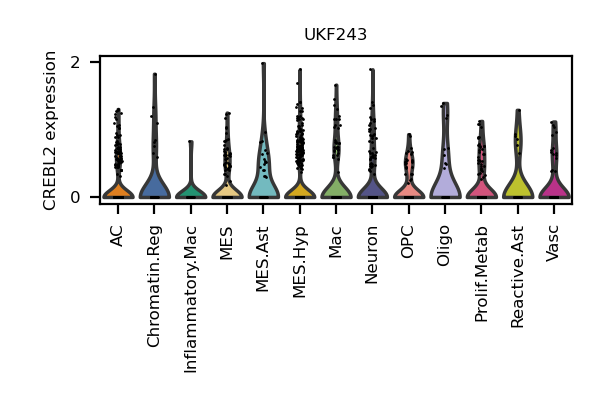 UKF243
CREBL2 expression
2
0
AC
Chromatin.Reg
Inflammatory.Mac
MES
MES.Ast
MES.Hyp
Mac
Neuron
OPC
Oligo
Prolif.Metab
Reactive.Ast
Vasc